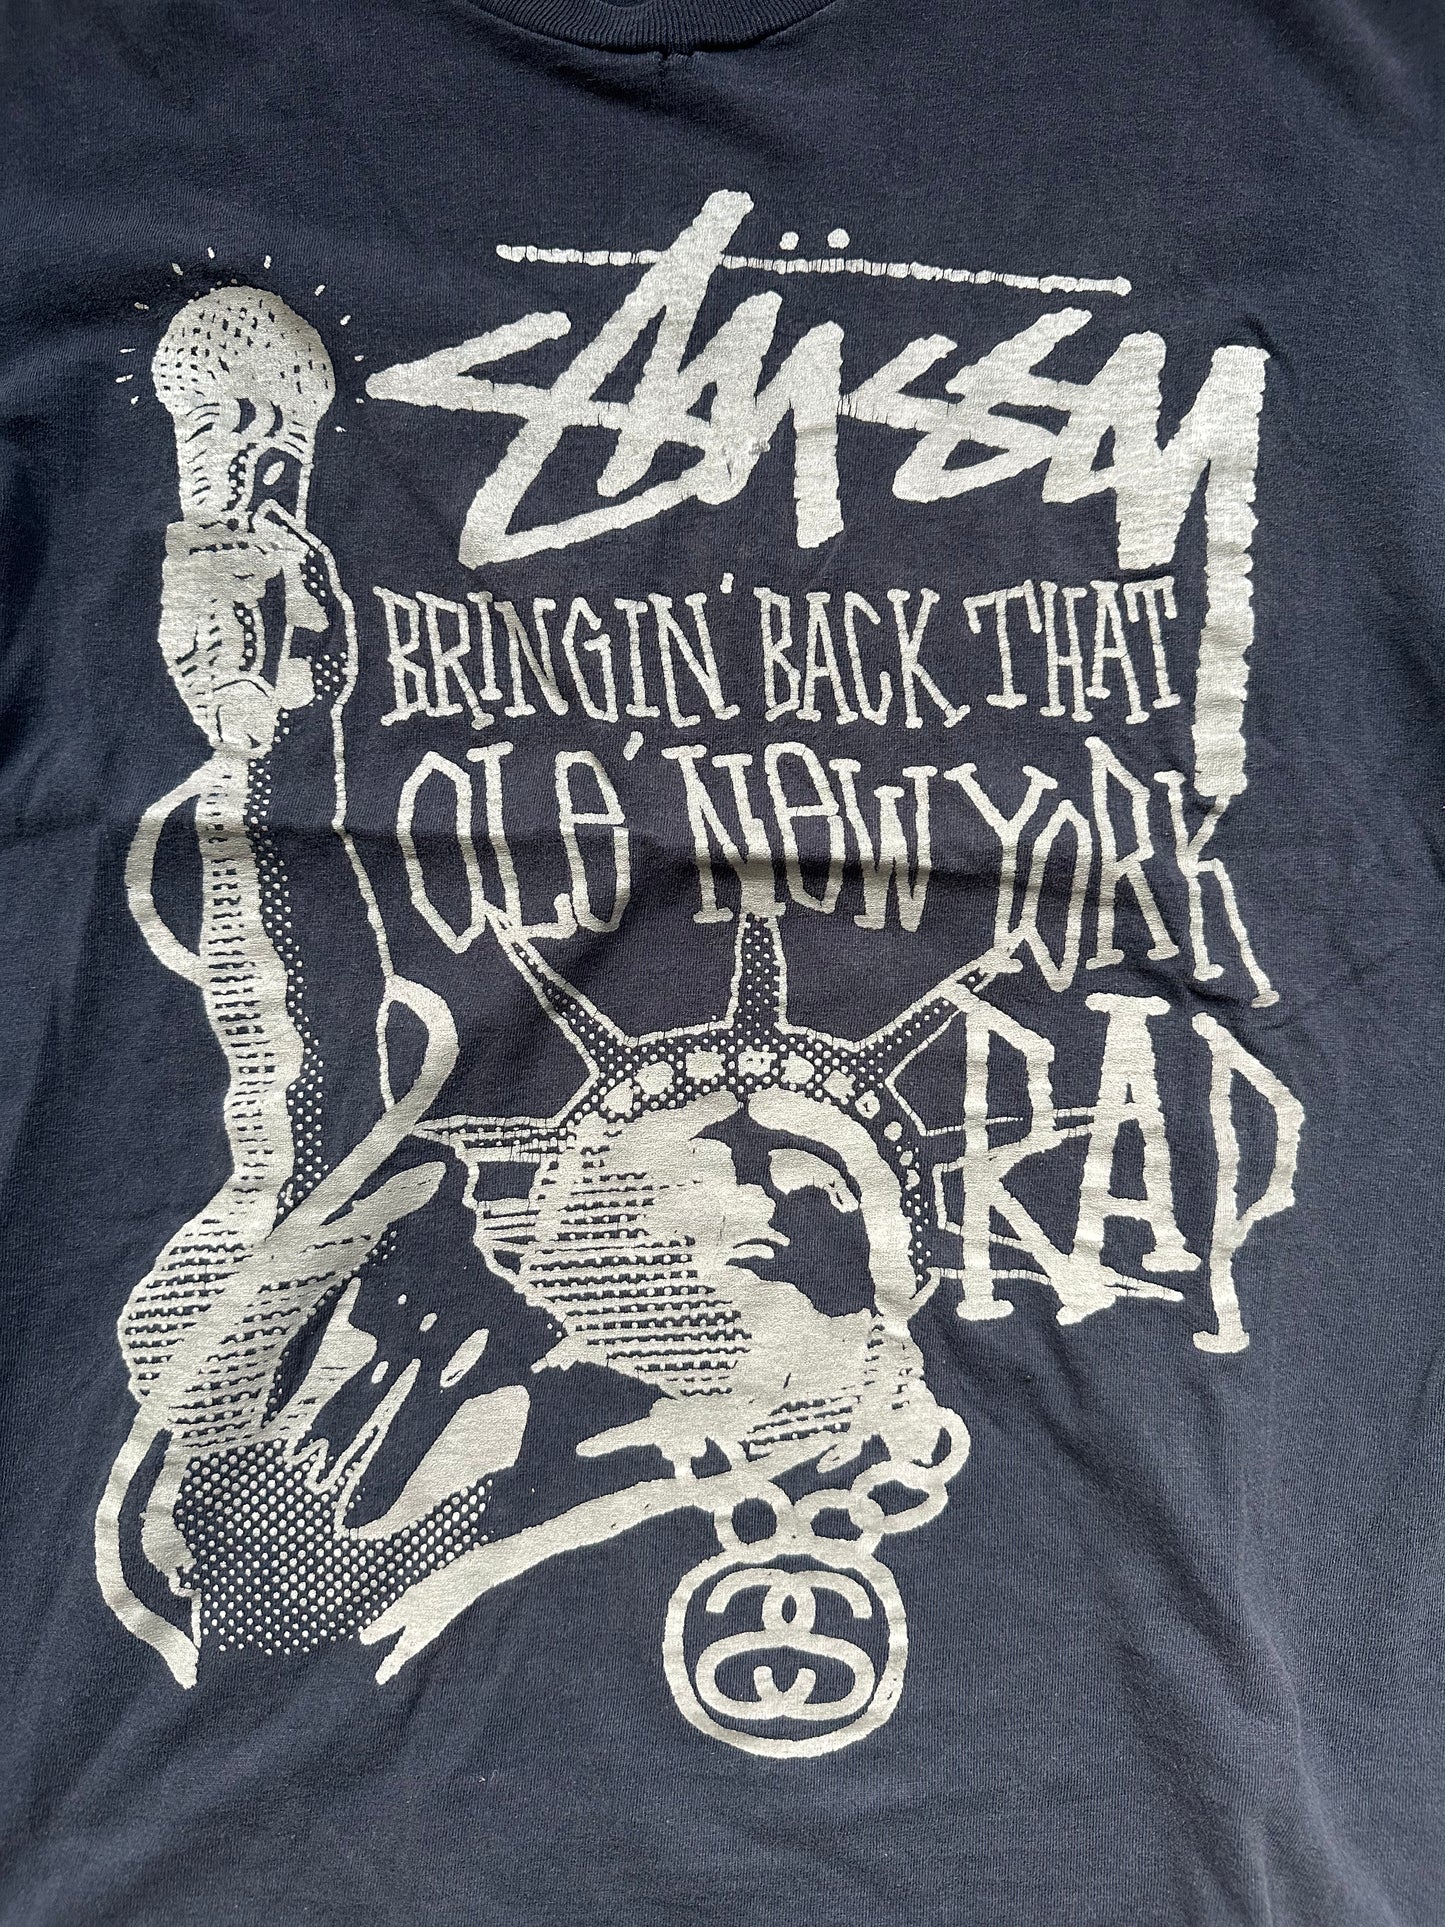 Stüssy
BRINGIN' BACK THAT
OLe' NeW YORK
RAP